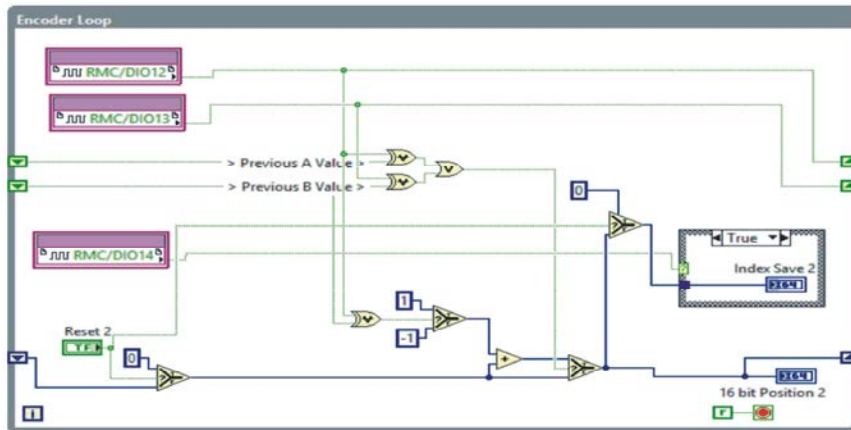 Encoder Loop
RMC/DIO12
RMC/DIO13
> Previous A Value >
> Previous B Value >
0
True
RMC/DIO14
Index Save 2
I64
1
-1
Reset 2
TF
0
I64
16 bit Position 2
i